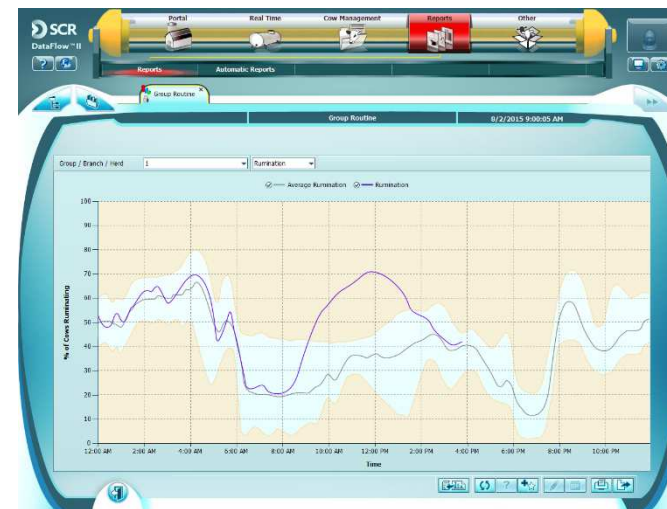 SCR
DataFlow™II
Portal
Real Time
Cow Management
Reports
Other
Reports
Automatic Reports
Group Routine
Group Routine
8/2/2015 9:00:05 AM
Group / Branch / Herd
1
Rumination
Average Rumination
Rumination
% of Cows Ruminating
100
90
80
70
60
50
40
30
20
10
0
12:00 AM
2:00 AM
4:00 AM
6:00 AM
8:00 AM
10:00 AM
12:00 PM
2:00 PM
4:00 PM
6:00 PM
8:00 PM
10:00 PM
Time